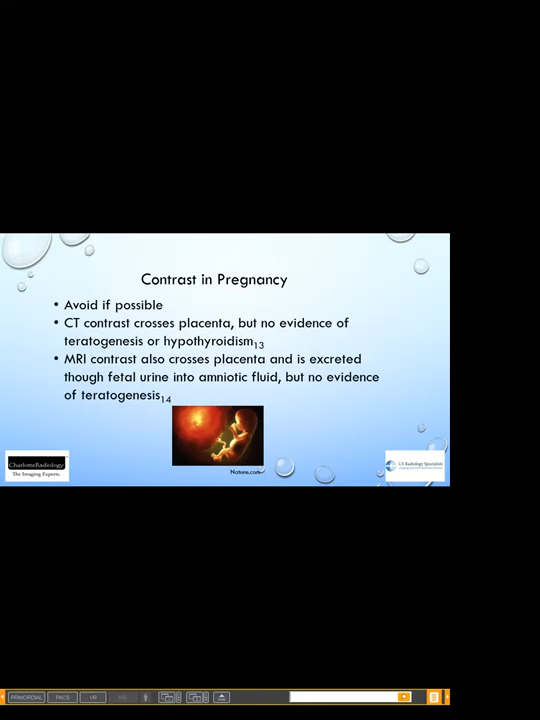 Contrast in Pregnancy
• Avoid if possible
• CT contrast crosses placenta, but no evidence of
teratogenesis or hypothyroidism13
• MRI contrast also crosses placenta and is excreted
though fetal urine into amniotic fluid, but no evidence
of teratogenesis14
Nature.com
CharlotteRadiology
The Imaging Experts.
US Radiology Specialists
PRIMORDIAL
PACS
VR